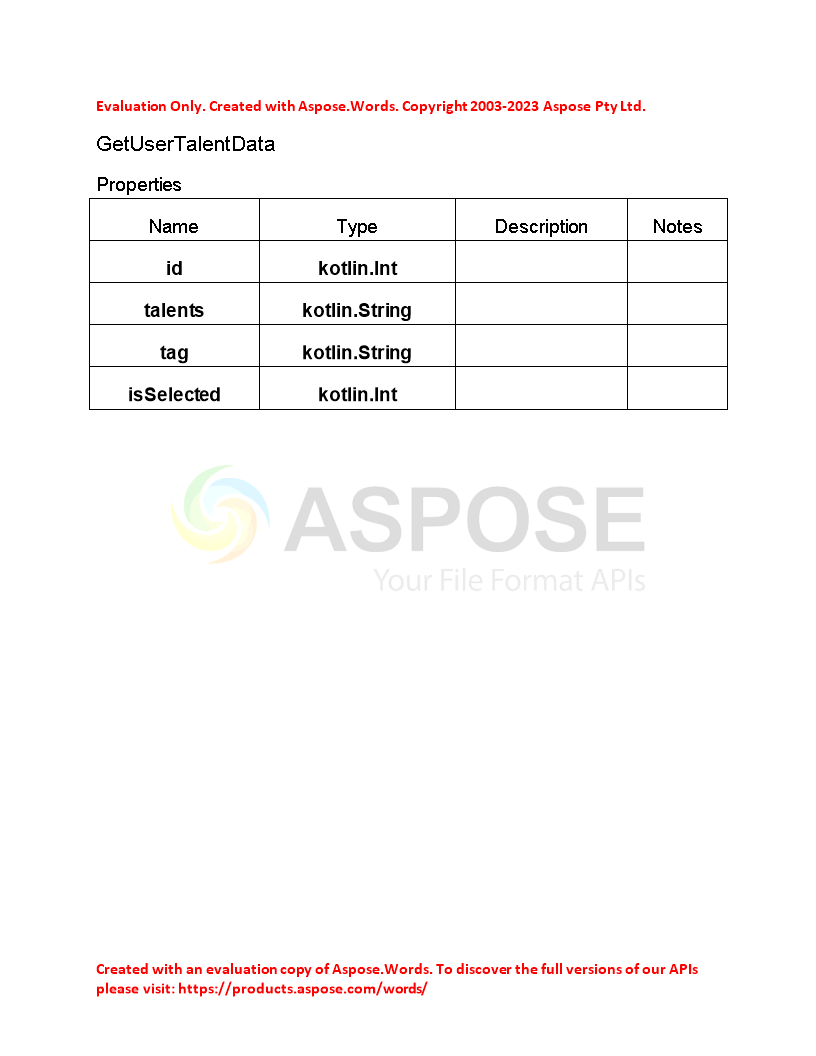 Evaluation Only. Created with Aspose.Words. Copyright 2003-2023 Aspose Pty Ltd.
GetUserTalentData
Properties
Name Type Description Notes
id kotlin.Int
talents kotlin.String
tag kotlin.String
isSelected kotlin.Int
ASPOSE
Your File Format APIs
Created with an evaluation copy of Aspose.Words. To discover the full versions of our APIs
please visit: https://products.aspose.com/words/